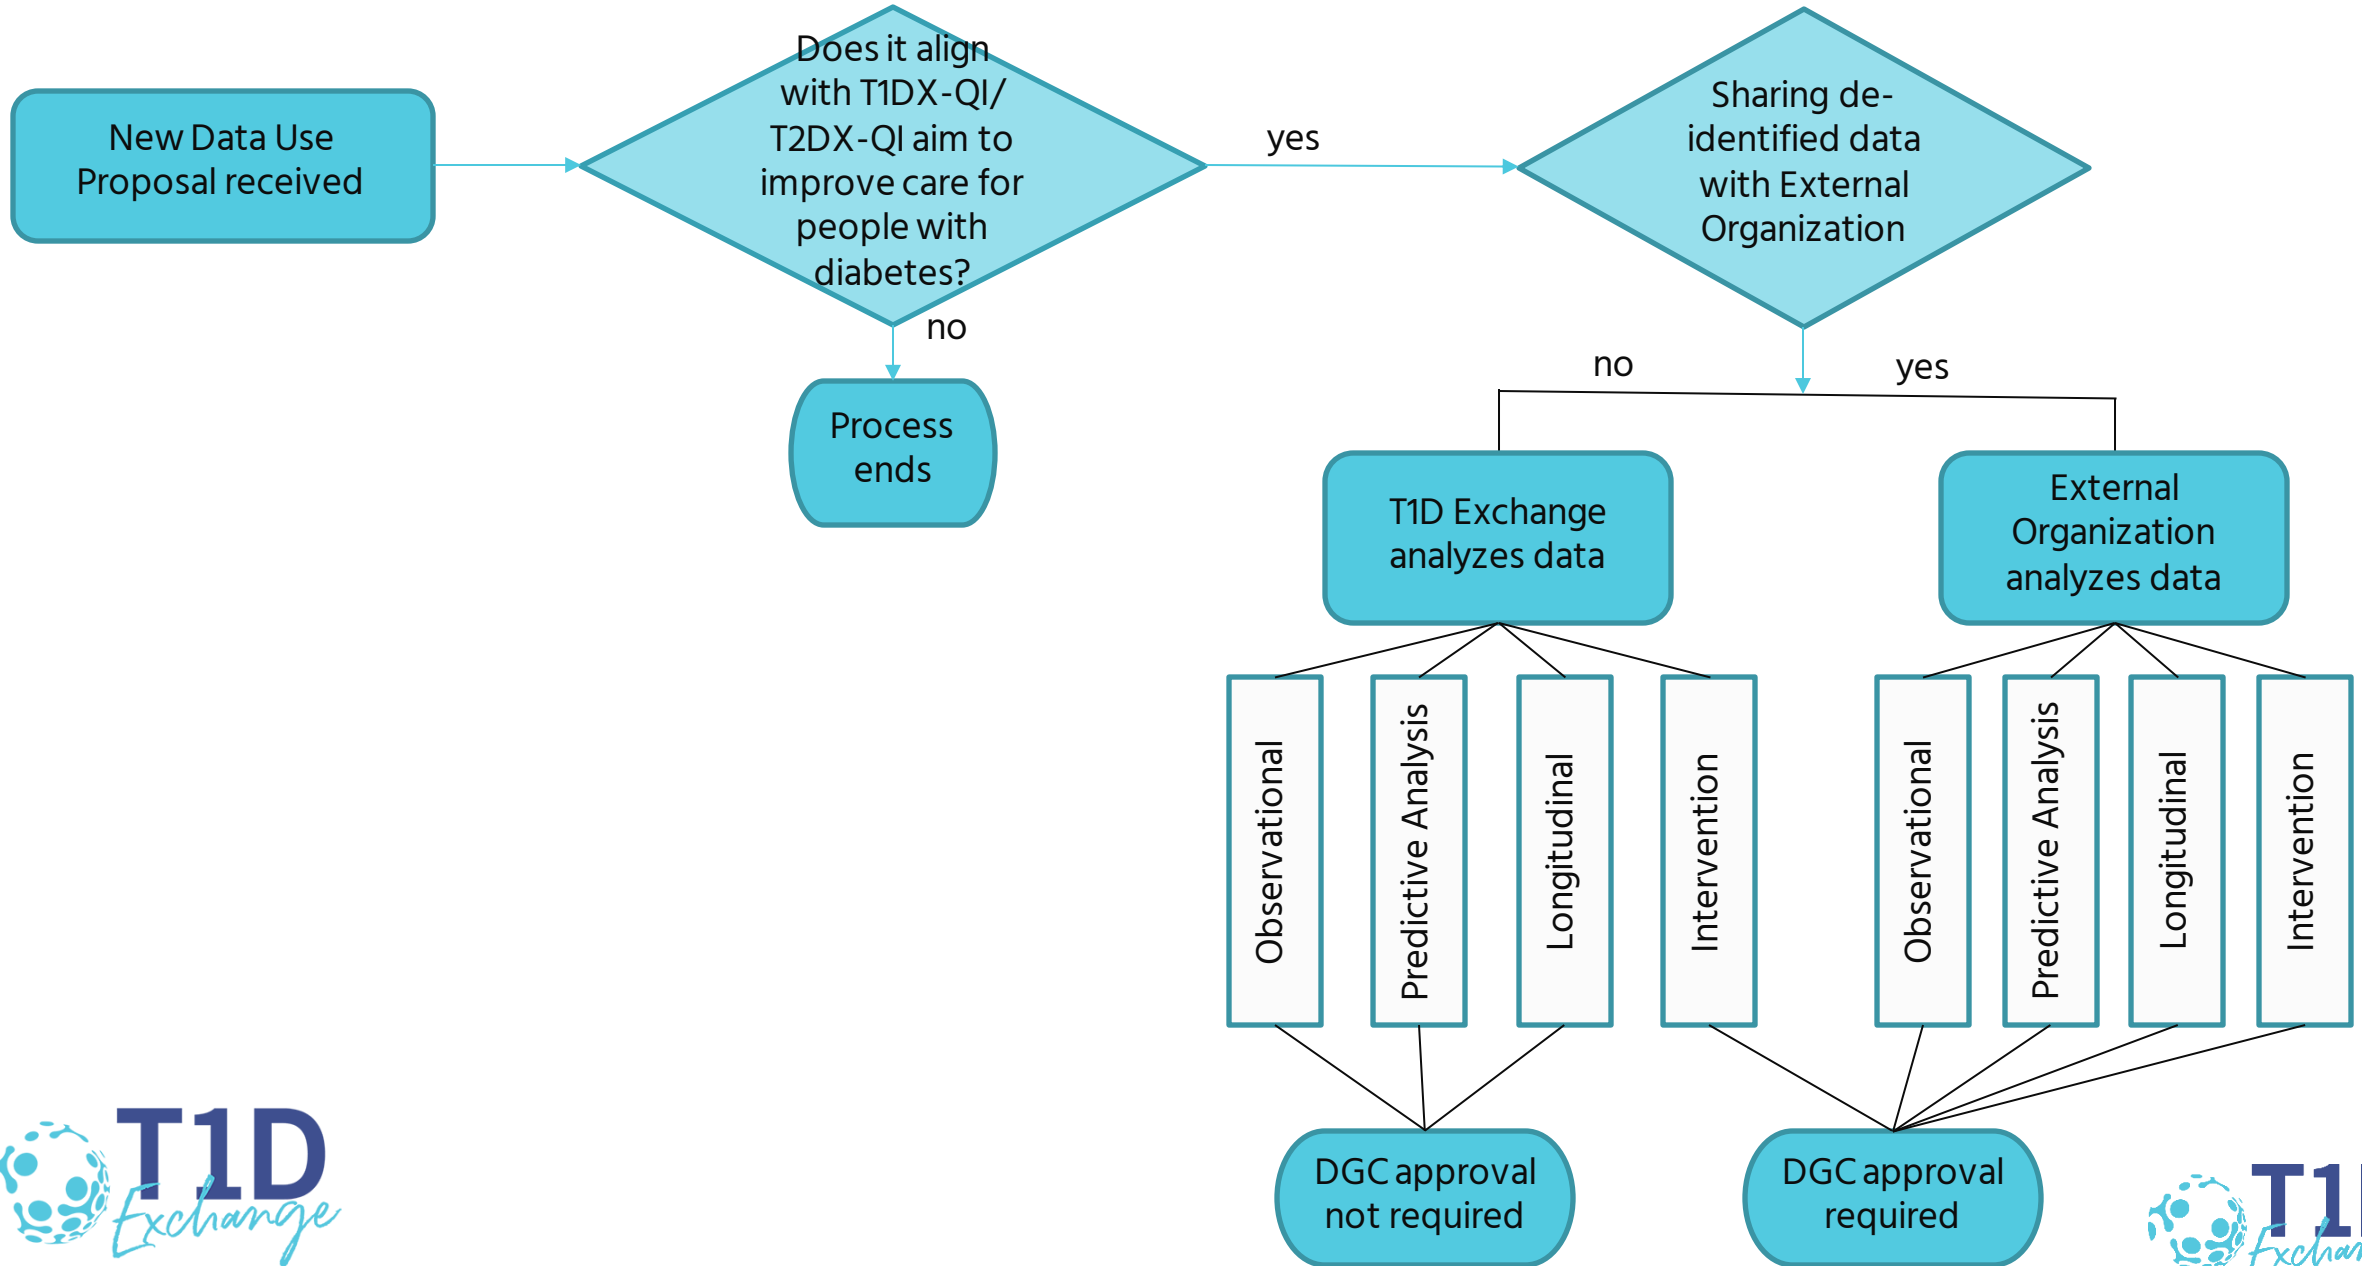 New Data Use
Proposal received
Does it align
with T1DX-QI/
T2DX-QI aim to
improve care for
people with
diabetes?
yes
Sharing de-
identified data
with External
Organization
no
Process
ends
no
yes
T1D Exchange
analyzes data
External
Organization
analyzes data
Observational
Predictive Analysis
Longitudinal
Intervention
Observational
Predictive Analysis
Longitudinal
Intervention
DGC approval
not required
DGC approval
required
T1D
Exchange
T1